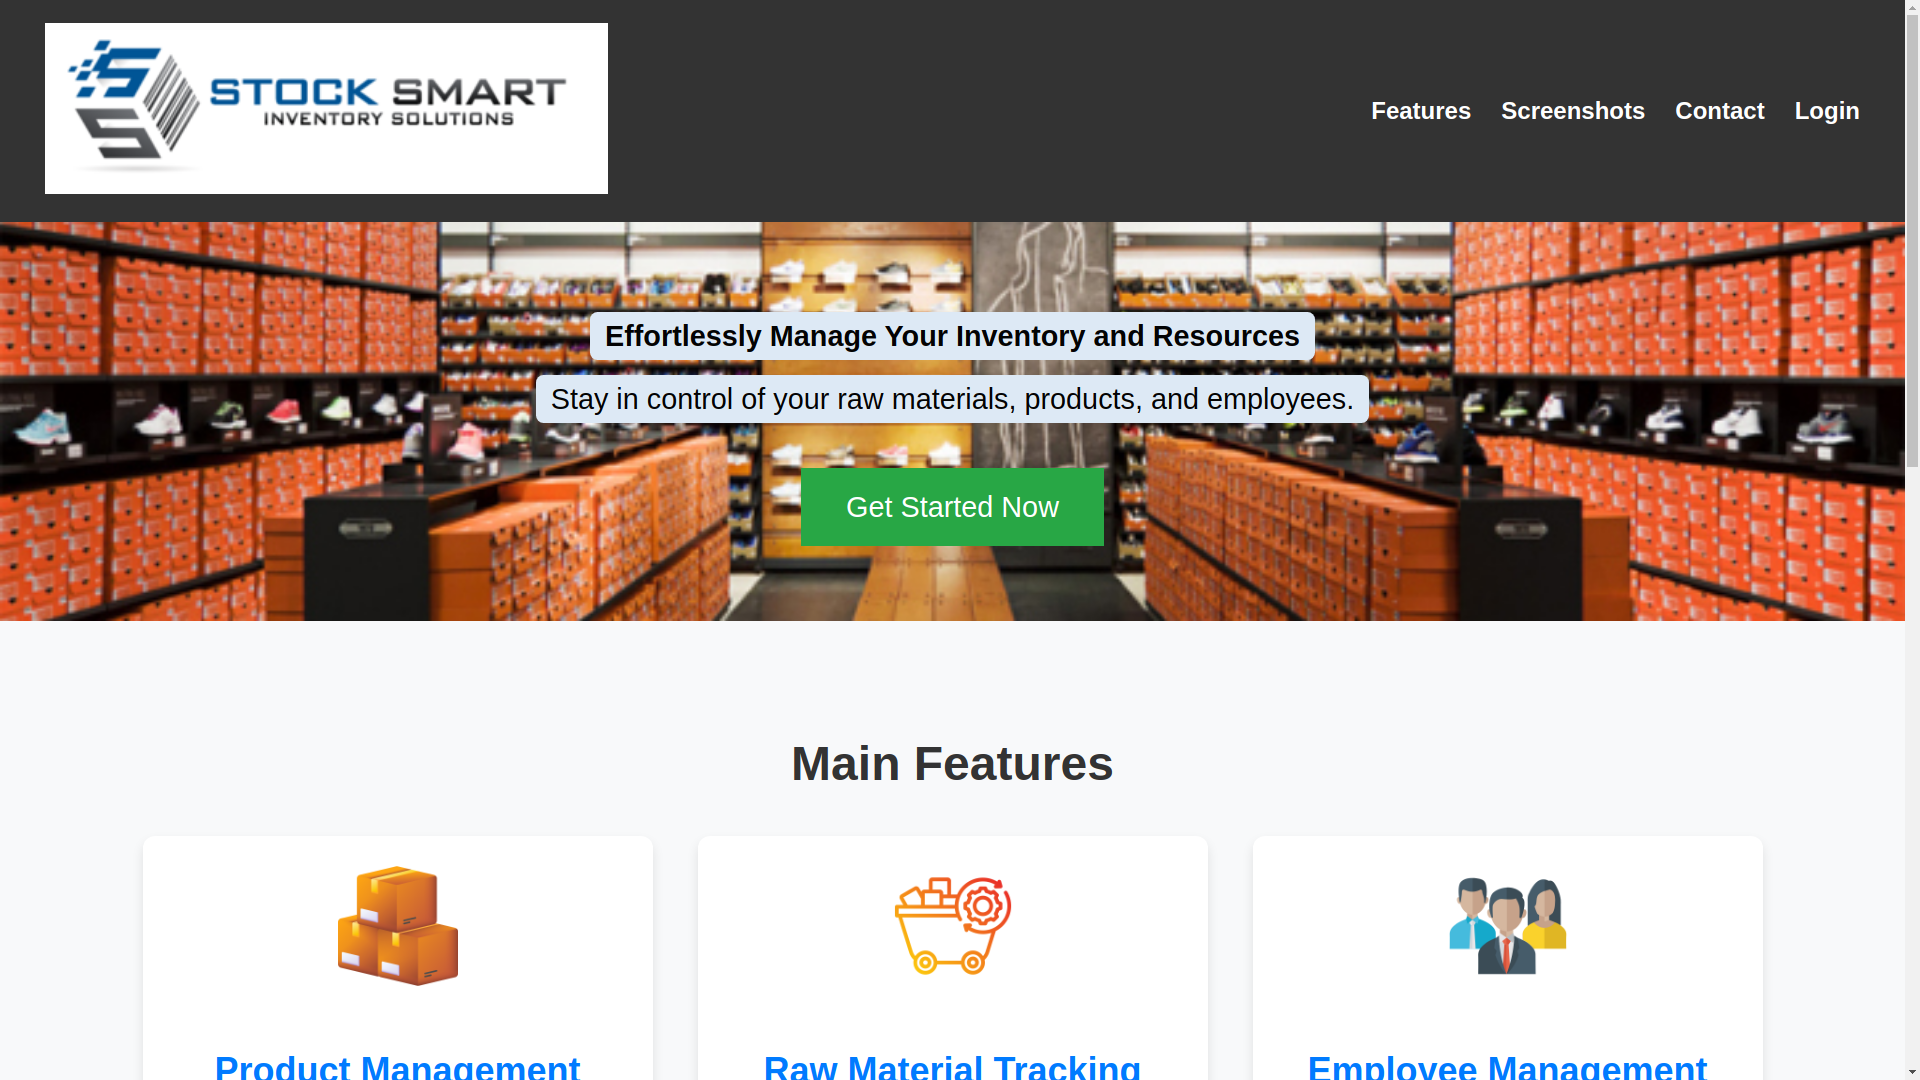 STOCK SMART
INVENTORY SOLUTIONS
Features Screenshots Contact Login
Effortlessly Manage Your Inventory and Resources
Stay in control of your raw materials, products, and employees.
Get Started Now
Main Features
Product Management
Raw Material Tracking
Employee Management